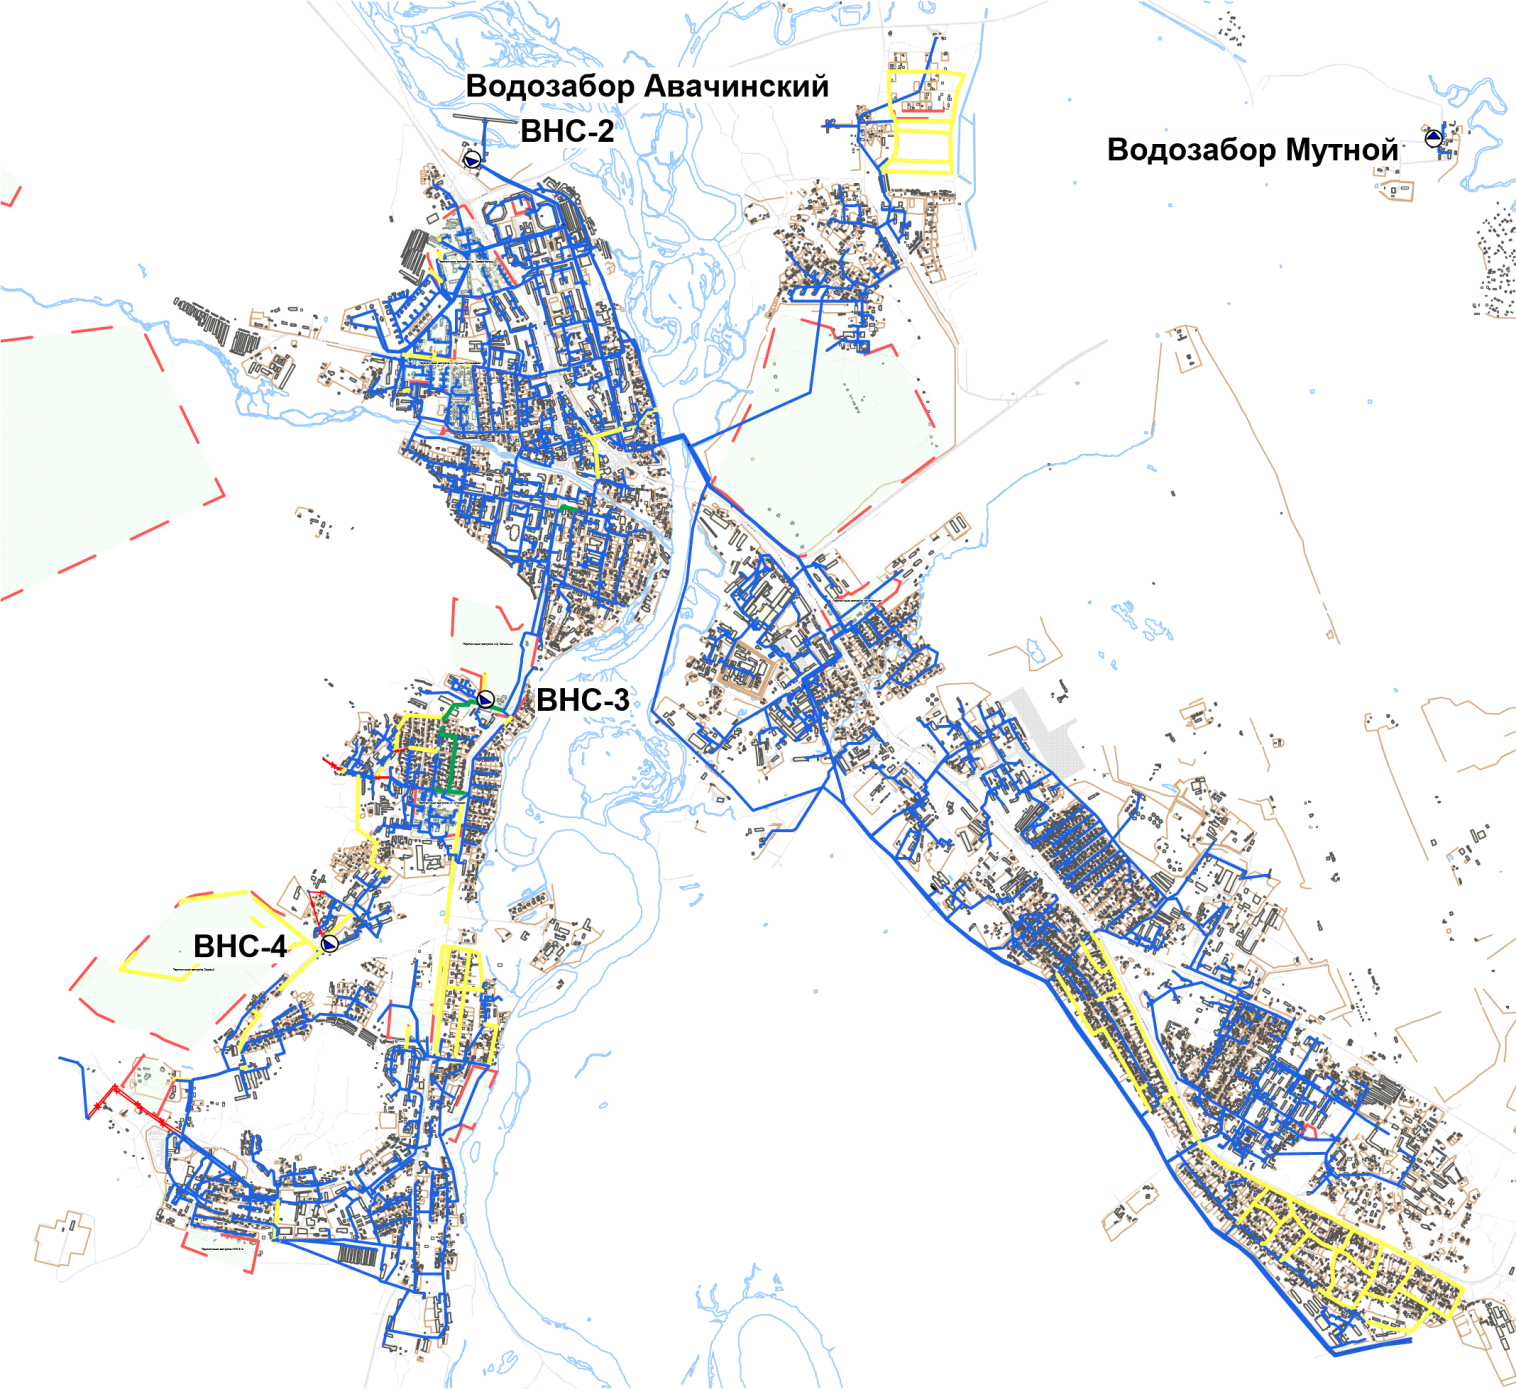 Водозабор Авачинский
ВНС-2
Водозабор Мутной
ВНС-3
ВНС-4